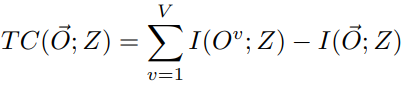 $TC(\vec{O}; Z) = \sum_{v=1}^{V} I(O^v; Z) - I(\vec{O}; Z)$